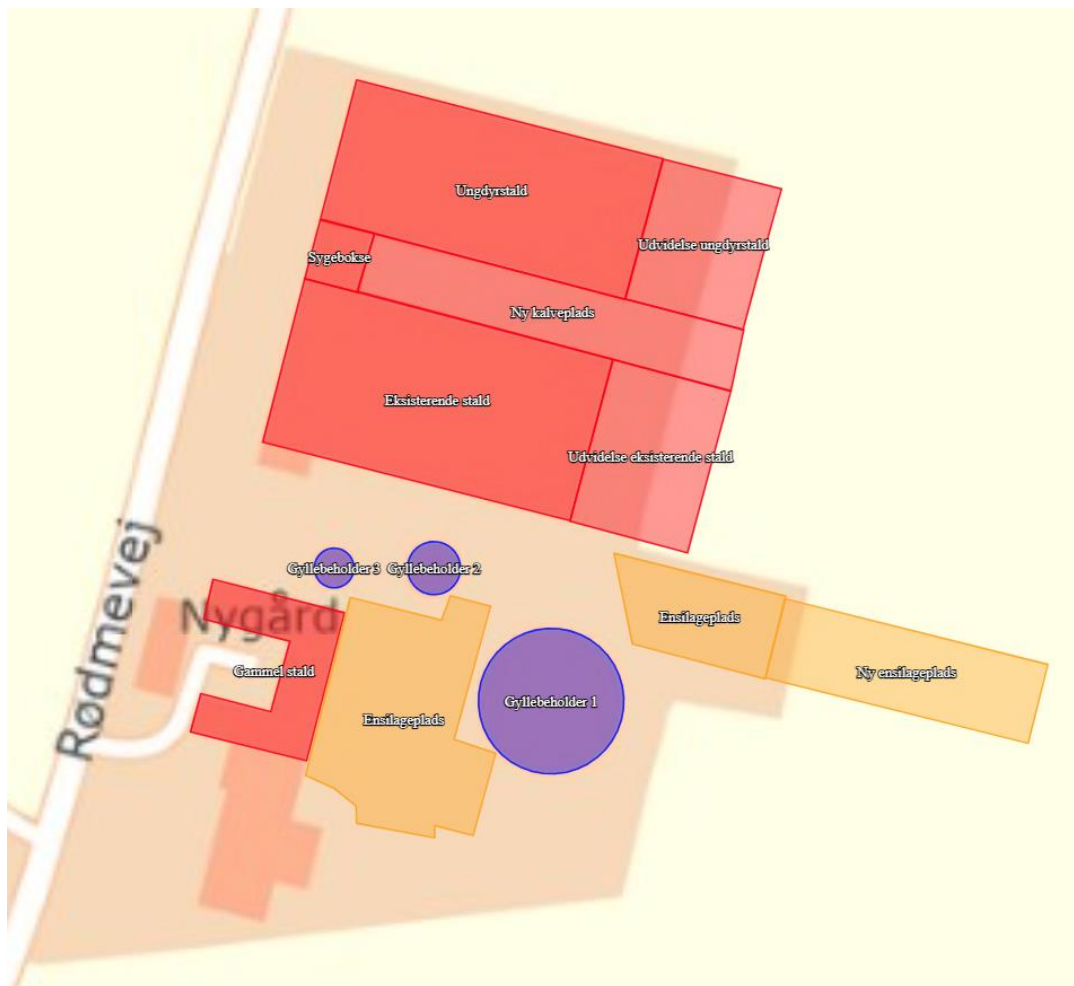 Ungdyrstald
Udvidelse ungdyrstald
Sygebokse
Ny kalveplads
Eksisterende stald
Udvidelse eksisterende stald
Gyllebeholder 3
Gyllebeholder 2
Nygård
Ensilageplads
Gammel stald
Ny ensilageplads
Gyllebeholder 1
Ensilageplads
Rødmevej